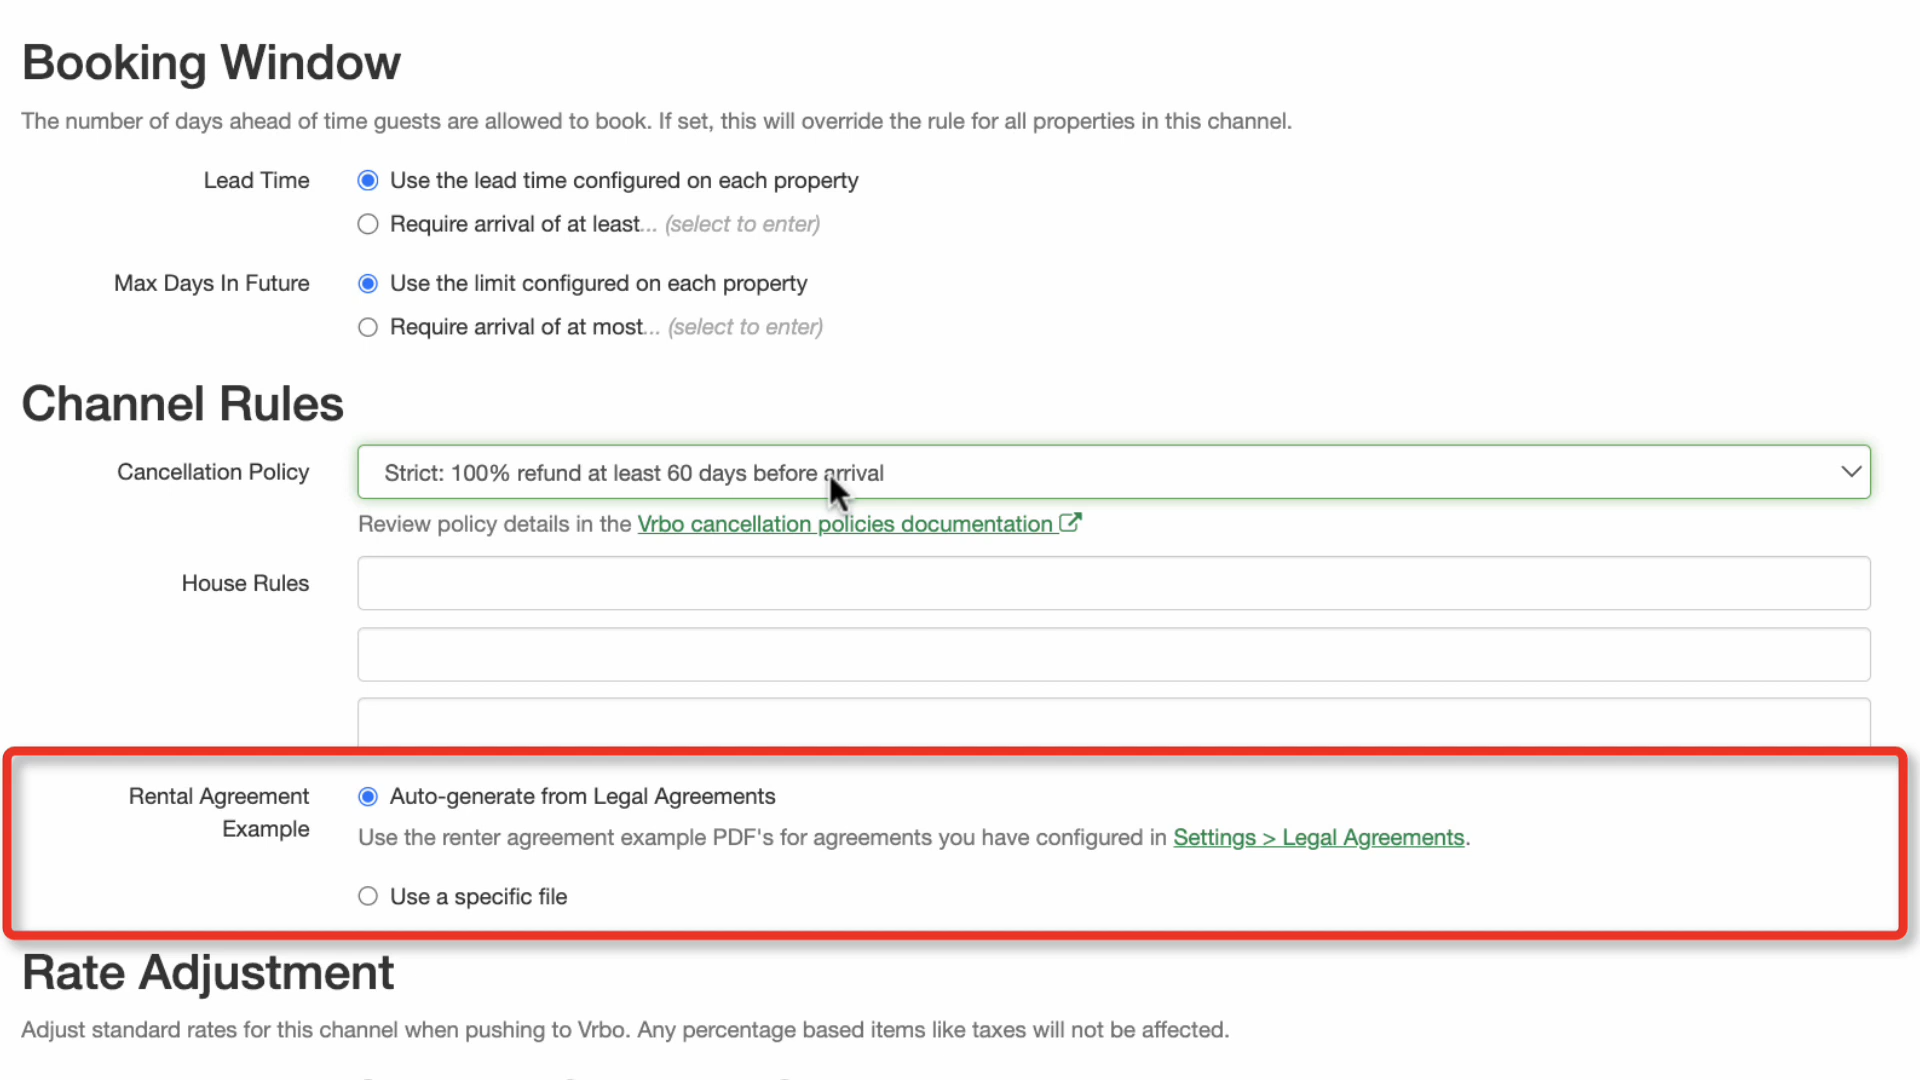 Booking Window
The number of days ahead of time guests are allowed to book. If set, this will override the rule for all properties in this channel.
Lead Time
Use the lead time configured on each property
Require arrival of at least... (select to enter)
Max Days In Future
Use the limit configured on each property
Require arrival of at most... (select to enter)
Channel Rules
Cancellation Policy
Strict: 100% refund at least 60 days before arrival
Review policy details in the Vrbo cancellation policies documentation
House Rules
Rental Agreement
Example
Auto-generate from Legal Agreements
Use the renter agreement example PDF's for agreements you have configured in Settings > Legal Agreements.
Use a specific file
Rate Adjustment
Adjust standard rates for this channel when pushing to Vrbo. Any percentage based items like taxes will not be affected.